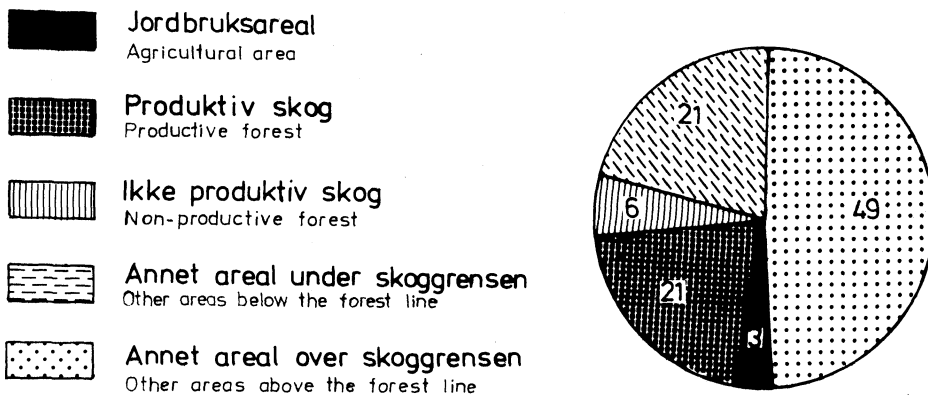 Jordbruksareal
Agricultural area
Produktiv skog
Productive forest
Ikke produktiv skog
Non-productive forest
Annet areal under skoggrensen
Other areas below the forest line
Annet areal over skoggrensen
Other areas above the forest line
21
6
49
21
3